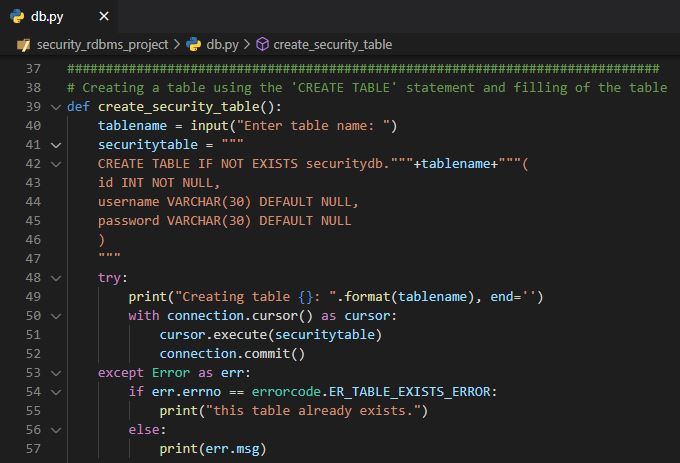 db.py
security_rdbms_project > db.py > create_security_table
37 #############################################################################
38 # Creating a table using the 'CREATE TABLE' statement and filling of the table
39 def create_security_table():
40     tablename = input("Enter table name: ")
41     securitytable = """
42     CREATE TABLE IF NOT EXISTS securitydb."""+tablename+"""(
43     id INT NOT NULL,
44     username VARCHAR(30) DEFAULT NULL,
45     password VARCHAR(30) DEFAULT NULL
46     )
47     """
48     try:
49         print("Creating table {}: ".format(tablename), end='')
50         with connection.cursor() as cursor:
51             cursor.execute(securitytable)
52             connection.commit()
53     except Error as err:
54         if err.errno == errorcode.ER_TABLE_EXISTS_ERROR:
55             print("this table already exists.")
56         else:
57             print(err.msg)